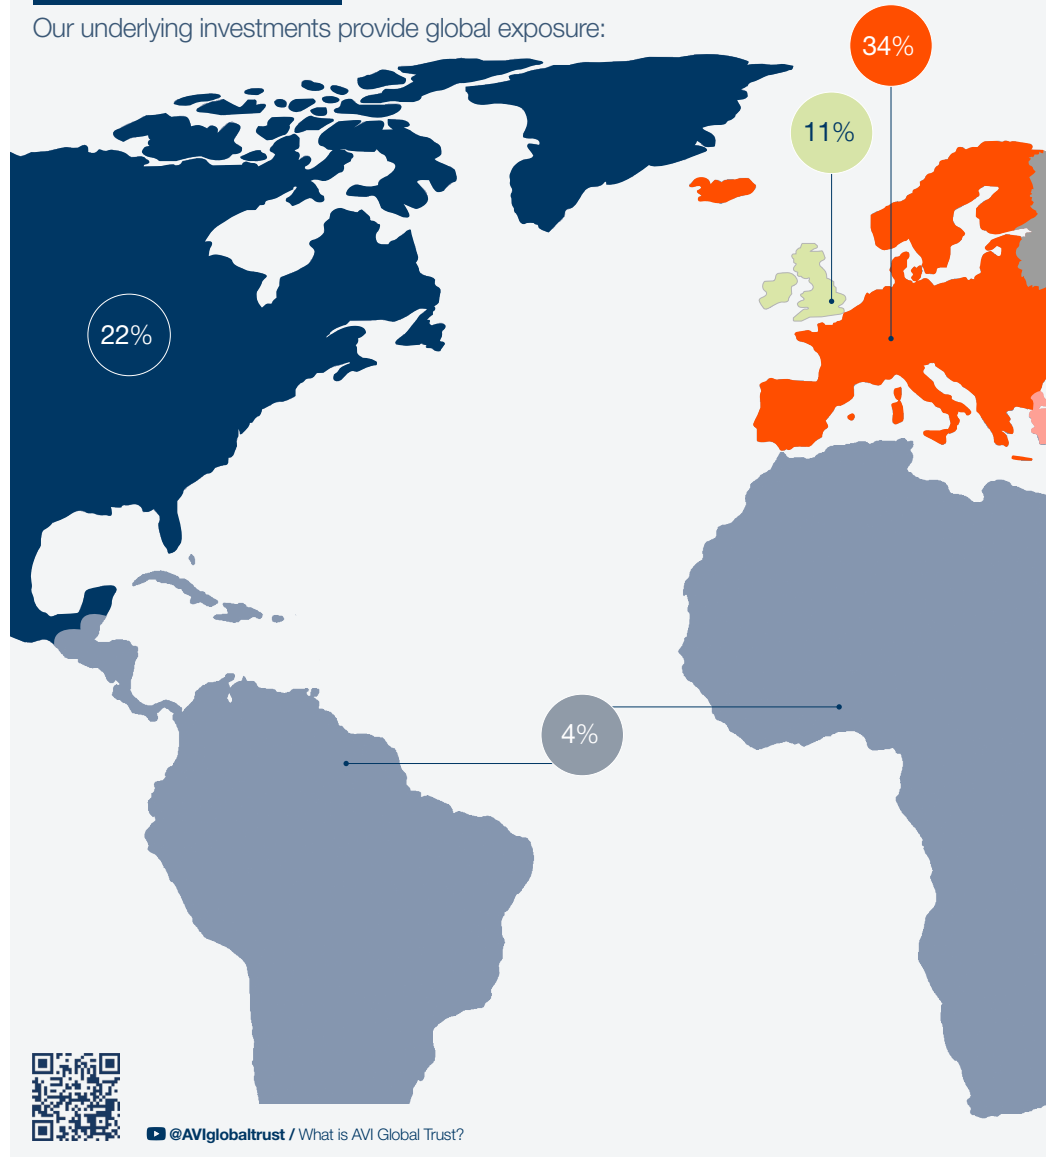 Our underlying investments provide global exposure:
34%
11%
22%
4%
@AVIglobaltrust / What is AVI Global Trust?